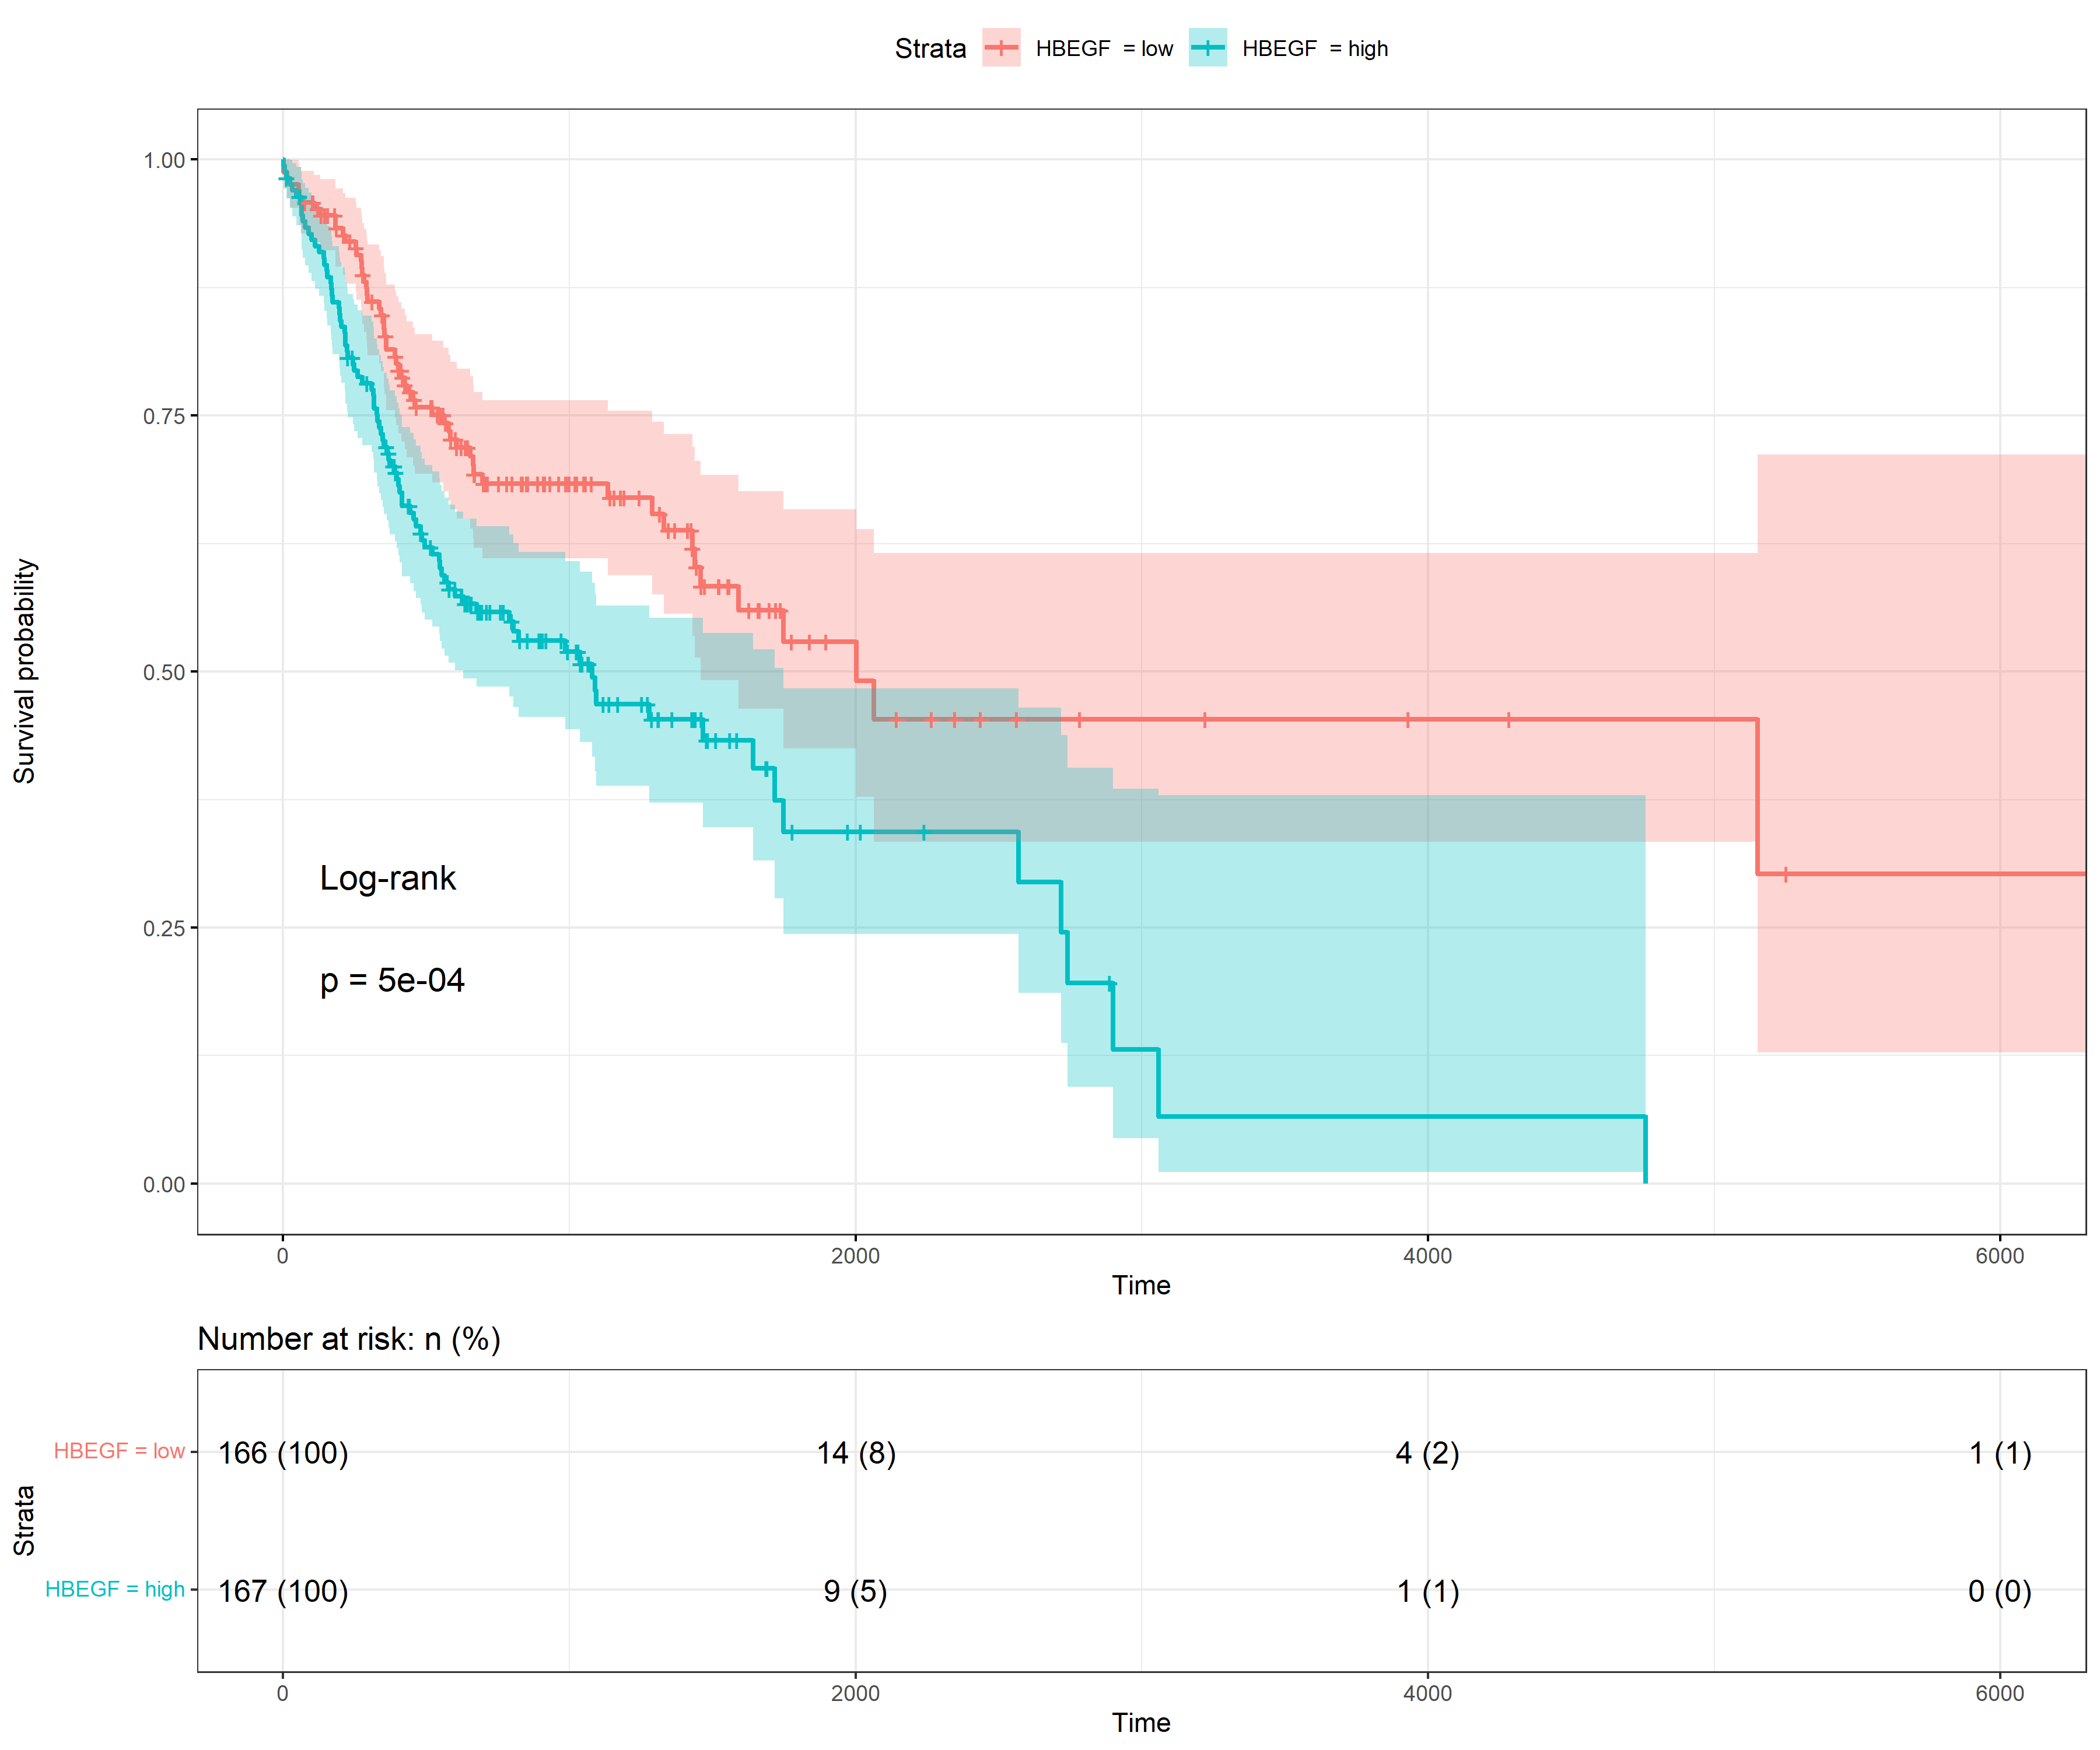 Strata HBEGF = low HBEGF = high
1.00
0.75
0.50
0.25
0.00
Survival probability
Log-rank
p = 5e-04
0 2000 4000 6000
Time
Number at risk: n (%)
Strata
HBEGF = low 166 (100) 14 (8) 4 (2) 1 (1)
HBEGF = high 167 (100) 9 (5) 1 (1) 0 (0)
0 2000 4000 6000
Time